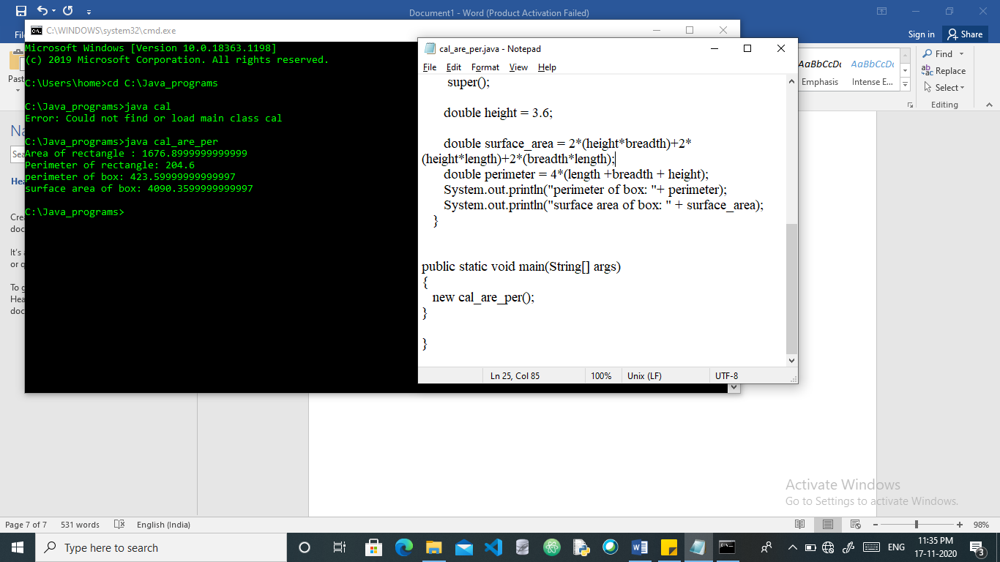 Document1 - Word (Product Activation Failed)
Sign in
Share
C:\WINDOWS\system32\cmd.exe
Microsoft Windows [Version 10.0.18363.1198]
(c) 2019 Microsoft Corporation. All rights reserved.
C:\Users\home>cd C:\Java_programs
C:\Java_programs>java cal
Error: Could not find or load main class cal
C:\Java_programs>java cal_are_per
Area of rectangle : 1676.8999999999999
Perimeter of rectangle: 204.6
perimeter of box: 423.59999999999997
surface area of box: 4090.3599999999997
C:\Java_programs>
cal_are_per.java - Notepad
File Edit Format View Help
super();
double height = 3.6;
double surface_area = 2*(height*breadth)+2*
(height*length)+2*(breadth*length);
double perimeter = 4*(length +breadth + height);
System.out.println("perimeter of box: "+ perimeter);
System.out.println("surface area of box: " + surface_area);
}
public static void main(String[] args)
{
new cal_are_per();
}
}
Ln 25, Col 85 100% Unix (LF) UTF-8
AaBbCcDc AaBbCcDc
Emphasis Intense E...
Find
Replace
Select
Editing
It's
or
To
Activate Windows
Go to Settings to activate Windows.
Page 7 of 7 531 words English (India) 98%
Type here to search
ENG
11:35 PM
17-11-2020
3